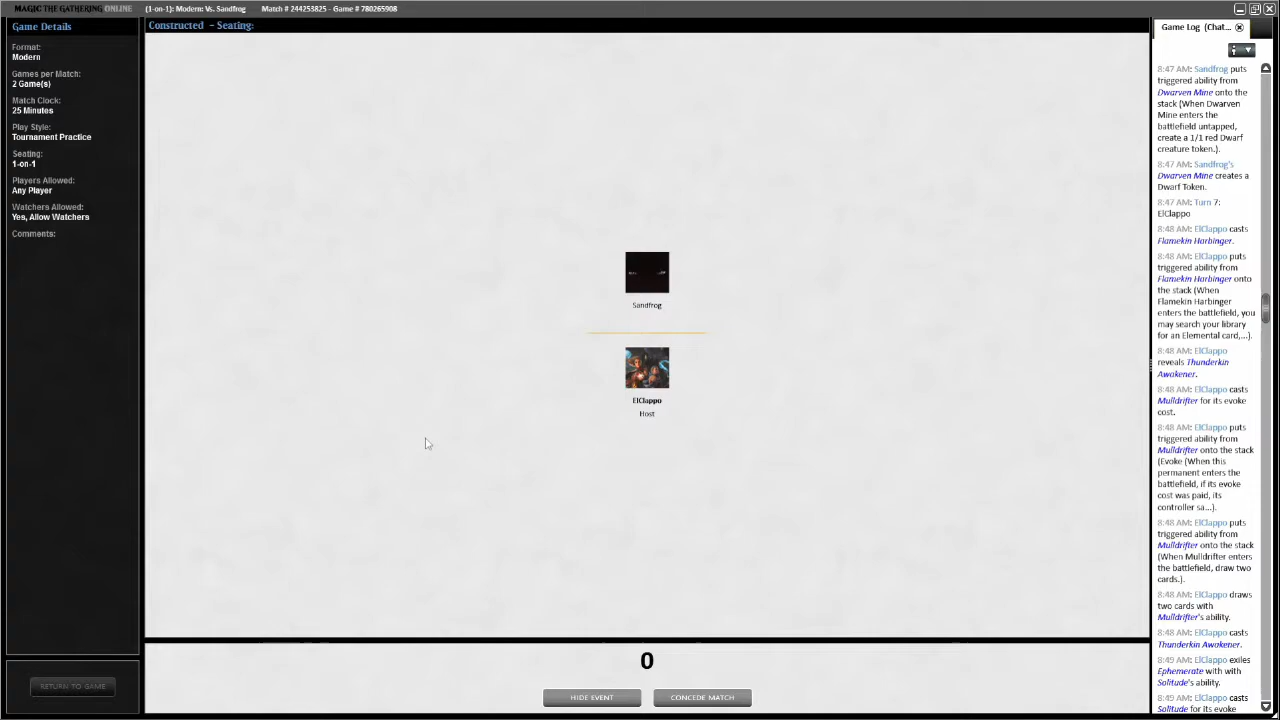 MAGIC THE GATHERING ONLINE (1-on-1): Modern: Vs. Sandfrog Match # 244253825 - Game # 780265908
Game Details
Format:
Modern
Games per Match:
2 Game(s)
Match Clock:
25 Minutes
Play Style:
Tournament Practice
Seating:
1-on-1
Players Allowed:
Any Player
Watchers Allowed:
Yes, Allow Watchers
Comments:
RETURN TO GAME
Constructed - Seating:
Sandfrog
ElClappo
Host
0
HIDE EVENT CONCEDE MATCH
Game Log (Chat...
8:47 AM: Sandfrog puts
triggered ability from
Dwarven Mine onto the
stack (When Dwarven
Mine enters the
battlefield untapped,
create a 1/1 red Dwarf
creature token.).
8:47 AM: Sandfrog's
Dwarven Mine creates a
Dwarf Token.
8:47 AM: Turn 7:
ElClappo
8:48 AM: ElClappo casts
Flamekin Harbinger.
8:48 AM: ElClappo puts
triggered ability from
Flamekin Harbinger onto
the stack (When
Flamekin Harbinger
enters the battlefield, you
may search your library
for an Elemental card,...).
8:48 AM: ElClappo
reveals Thunderkin
Awakener.
8:48 AM: ElClappo casts
Mulldrifter for its evoke
cost.
8:48 AM: ElClappo puts
triggered ability from
Mulldrifter onto the stack
(Evoke (When this
permanent enters the
battlefield, if its evoke
cost was paid, its
controller sa...).
8:48 AM: ElClappo puts
triggered ability from
Mulldrifter onto the stack
(When Mulldrifter enters
the battlefield, draw two
cards.).
8:48 AM: ElClappo draws
two cards with
Mulldrifter's ability.
8:48 AM: ElClappo casts
Thunderkin Awakener.
8:49 AM: ElClappo exiles
Ephemerate with with
Solitude's ability.
8:49 AM: ElClappo casts
Solitude for its evoke